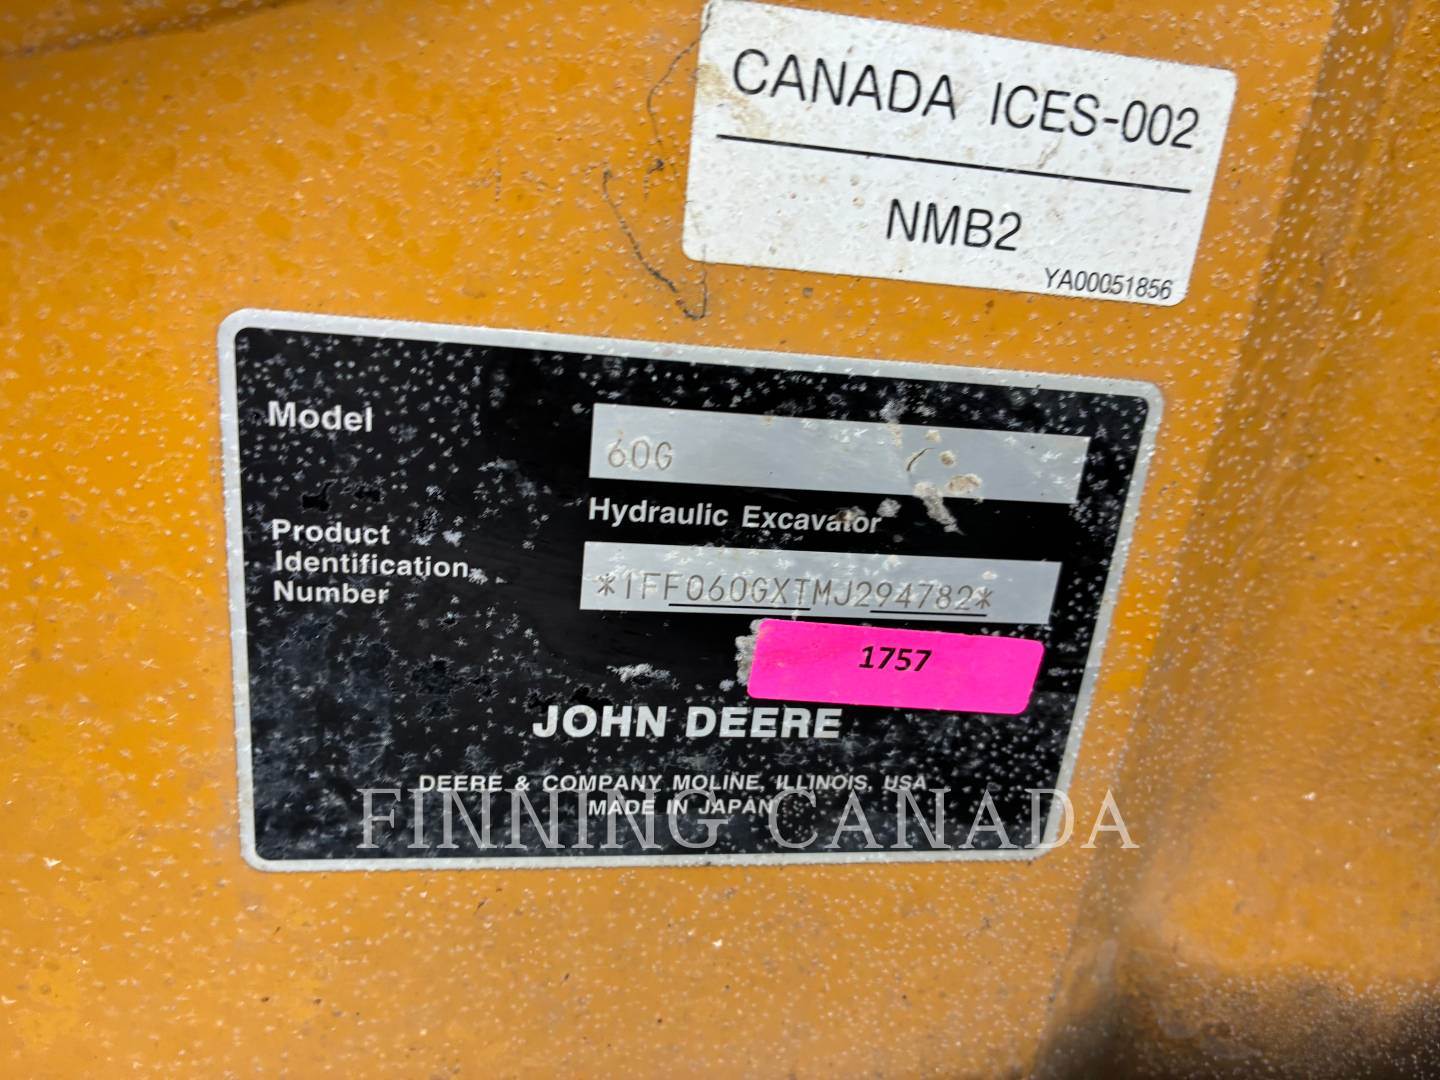 CANADA ICES-002
NMB2
YA00051856
Model
60G
Hydraulic Excavator
Product
Identification
Number
*1FF060GXTMJ294782*
1757
JOHN DEERE
DEERE & COMPANY MOLINE, ILLINOIS, USA
MADE IN JAPAN
FINNING CANADA